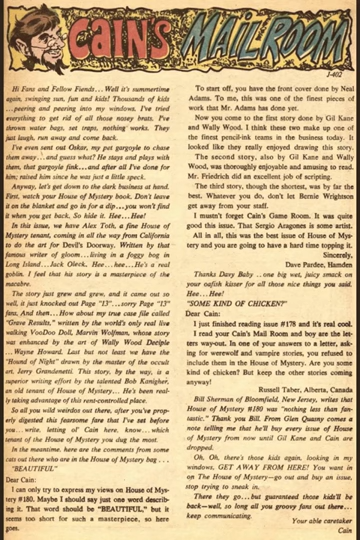 CAIN'S MAILROOM
J-402
Hi Fans and Fellow Fiends... Well it's summertime
again, swinging sun, fun and kids! Thousands of kids
...peering and peering into my windows. I've tried
everything to get rid of all those nosey brats. I've
thrown water bags, set traps, nothing works. They
just laugh, run away and come back.
I've even sent out Oskar, my pet gargoyle to chase
them away...and guess what? He stays and plays with
them, that gargoyle fink...and after all I've done for
him; raised him since he was just a little speck.
Anyway, let's get down to the dark business at hand.
First, watch your House of Mystery book. Don't leave
it on the blanket and go in for a dip...you won't find
it when you get back, So hide it. Hee...Hee!
In this issue, we have Alex Toth, a fine House of
Mystery tenant, coming in all the way from California
to do the art for Devil's Doorway. Written by that
famous writer of gloom...living in a foggy bog in
Long Island...Jack Oleck. Hee...hee...He's a real
goblin. I feel that his story is a masterpiece of the
macabre.
The story just grew and grew, and it came out so
well, it just knocked out Page "13"...sorry Page "13"
fans, And then...How about my true case file called
"Grave Results," written by the world's only real live
walking VooDoo Doll, Marvin Wolfman, whose story
was enhanced by the art of Wally Wood Deciple
...Wayne Howard. Last but not least we have the
"Hound of Night" drawn by the master of the occult
art, Jerry Grandenetti. This story, by the way, is a
superior writing effort by the talented Bob Kanigher,
an old tenant of House of Mystery... He's been real-
ly taking advantage of this rent-controlled place.
So all you wild weirdos out there, after you've prop-
erly digested this fearsome fare that I've set before
you...write, letting ol' Cain here, know...which
tenant of the House of Mystery you dug the most.
In the meantime, here are the comments from some
cats out there who are in the House of Mystery bag...
"BEAUTIFUL"
Dear Cain:
I can only try to express my views on House of Mys-
tery #180. Maybe I should say just one word describ-
ing it. That word should be "BEAUTIFUL," but it
seems too short for such a masterpiece, so here
goes.
To start off, you have the front cover done by Neal
Adams. To me, this was one of the finest pieces of
work that Mr. Adams has done yet.
Now you come to the first story done by Gil Kane
and Wally Wood. I think these two make up one of
the finest pencil-ink teams in the business today. It
looked like they really enjoyed drawing this story.
The second story, also by Gil Kane and Wally
Wood, was thoroughly enjoyable and amusing to read.
Mr. Friedrich did an excellent job of scripting.
The third story, though the shortest, was by far the
best. Whatever you do, don't let Bernie Wrightson
get away from your staff.
I mustn't forget Cain's Game Room. It was quite
good this issue. That Sergio Aragones is some artist.
All in all, this was the best issue of House of Mys-
tery and you are going to have a hard time topping it.
Sincerely,
Dave Pardee, Hamden
Thanks Davy Baby ..one big wet, juicy smack on
your oafish kisser for all those nice things you said.
Hee...Hee!
"SOME KIND OF CHICKEN?"
Dear Cain:
I just finished reading issue #178 and it's real cool.
I read your Cain's Mail Room and boy are the let-
ters way-out. In one of your answers to a letter, ask-
ing for werewolf and vampire stories, you refused to
include them in the House of Mystery. Are you some
kind of chicken? But keep the other stories coming
anyway!
Russell Taber, Alberta, Canada
Bill Sherman of Bloomfield, New Jersey, writes that
House of Mystery #180 was "nothing less than fan-
tastic." Thank you Bill. From Glen Quasny comes a
note telling me that he'll buy every issue of House
of Mystery from now until Gil Kane and Cain are
dropped.
Oh, Oh, there's those kids again, looking in my
windows, GET AWAY FROM HERE! You want in
on The House of Mystery—go out and buy an issue,
stop trying to sneak in.
There they go...but guaranteed those kids'll be
back—well, so long all you groovy fans out there...
keep communicating.
Your able caretaker
Cain